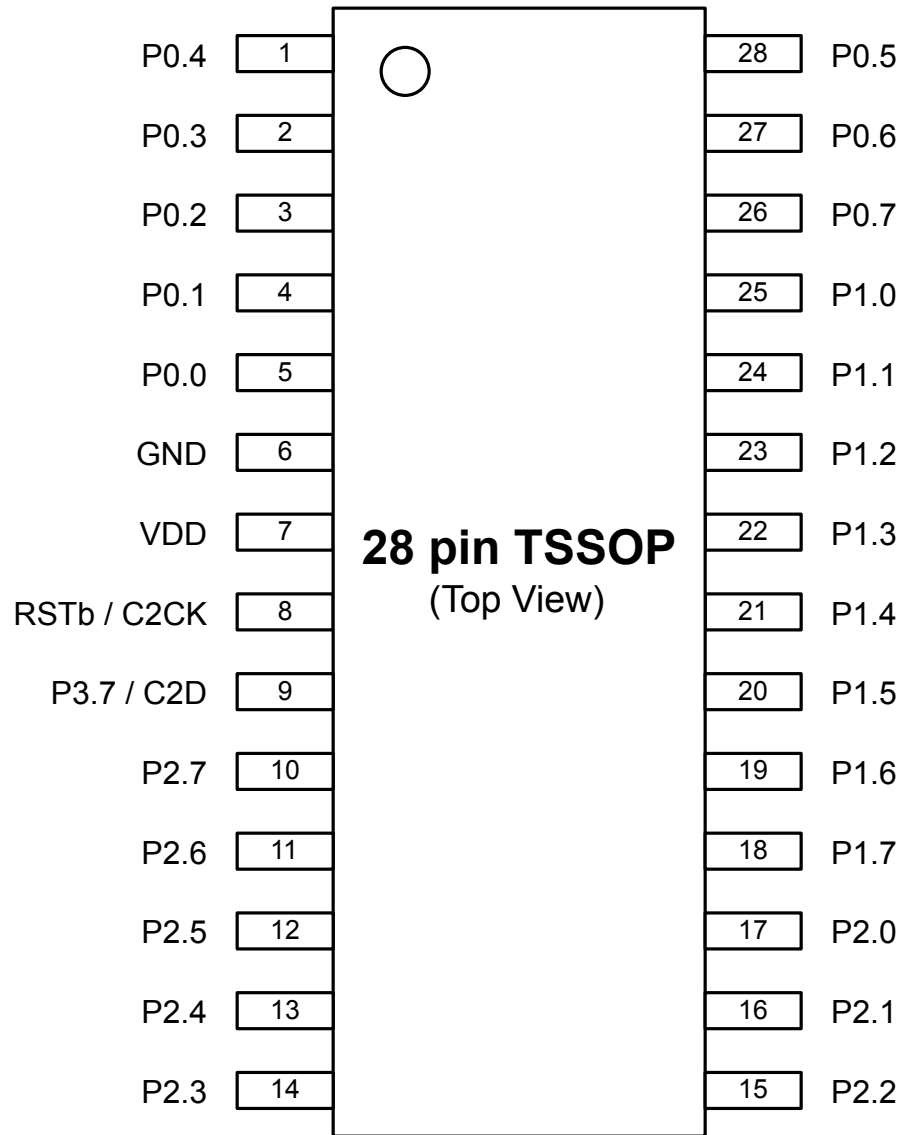 P0.4 1 28 P0.5
P0.3 2 27 P0.6
P0.2 3 26 P0.7
P0.1 4 25 P1.0
P0.0 5 24 P1.1
GND 6 23 P1.2
VDD 7 22 P1.3
28 pin TSSOP
(Top View)
RSTb / C2CK 8 21 P1.4
P3.7 / C2D 9 20 P1.5
P2.7 10 19 P1.6
P2.6 11 18 P1.7
P2.5 12 17 P2.0
P2.4 13 16 P2.1
P2.3 14 15 P2.2